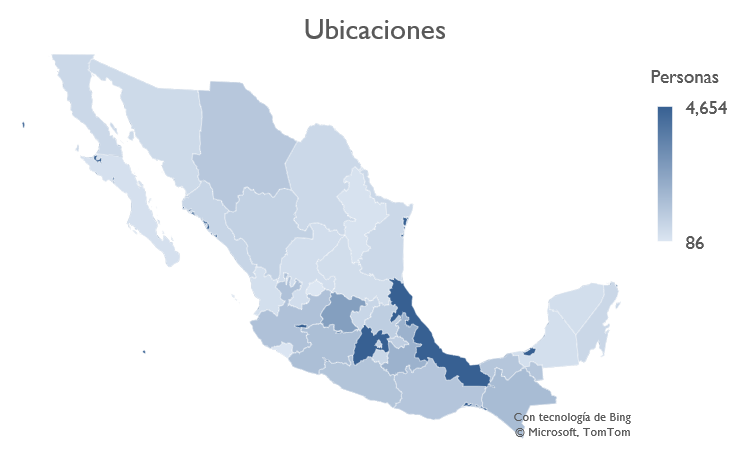 Ubicaciones
Personas
4,654
86
Con tecnología de Bing
© Microsoft, TomTom